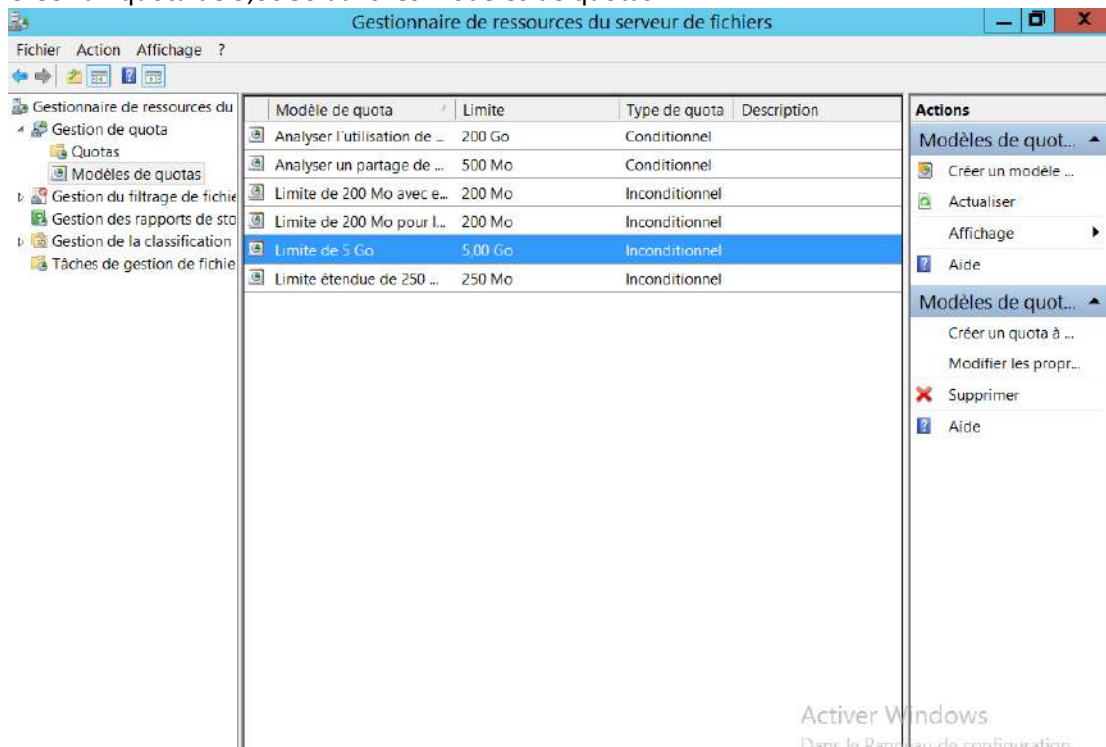 Gestionnaire de ressources du serveur de fichiers
Fichier Action Affichage ?
Gestionnaire de ressources du
Gestion de quota
Quotas
Modèles de quotas
Gestion du filtrage de fichie
Gestion des rapports de sto
Gestion de la classification
Tâches de gestion de fichie
Modèle de quota Limite Type de quota Description
Analyser l'utilisation de ... 200 Go Conditionnel
Analyser un partage de ... 500 Mo Conditionnel
Limite de 200 Mo avec e... 200 Mo Inconditionnel
Limite de 200 Mo pour l... 200 Mo Inconditionnel
Limite de 5 Go 5,00 Go Inconditionnel
Limite étendue de 250 ... 250 Mo Inconditionnel
Actions
Modèles de quot...
Créer un modèle ...
Actualiser
Affichage
Aide
Modèles de quot...
Créer un quota à ...
Modifier les propr...
Supprimer
Aide
Activer Windows